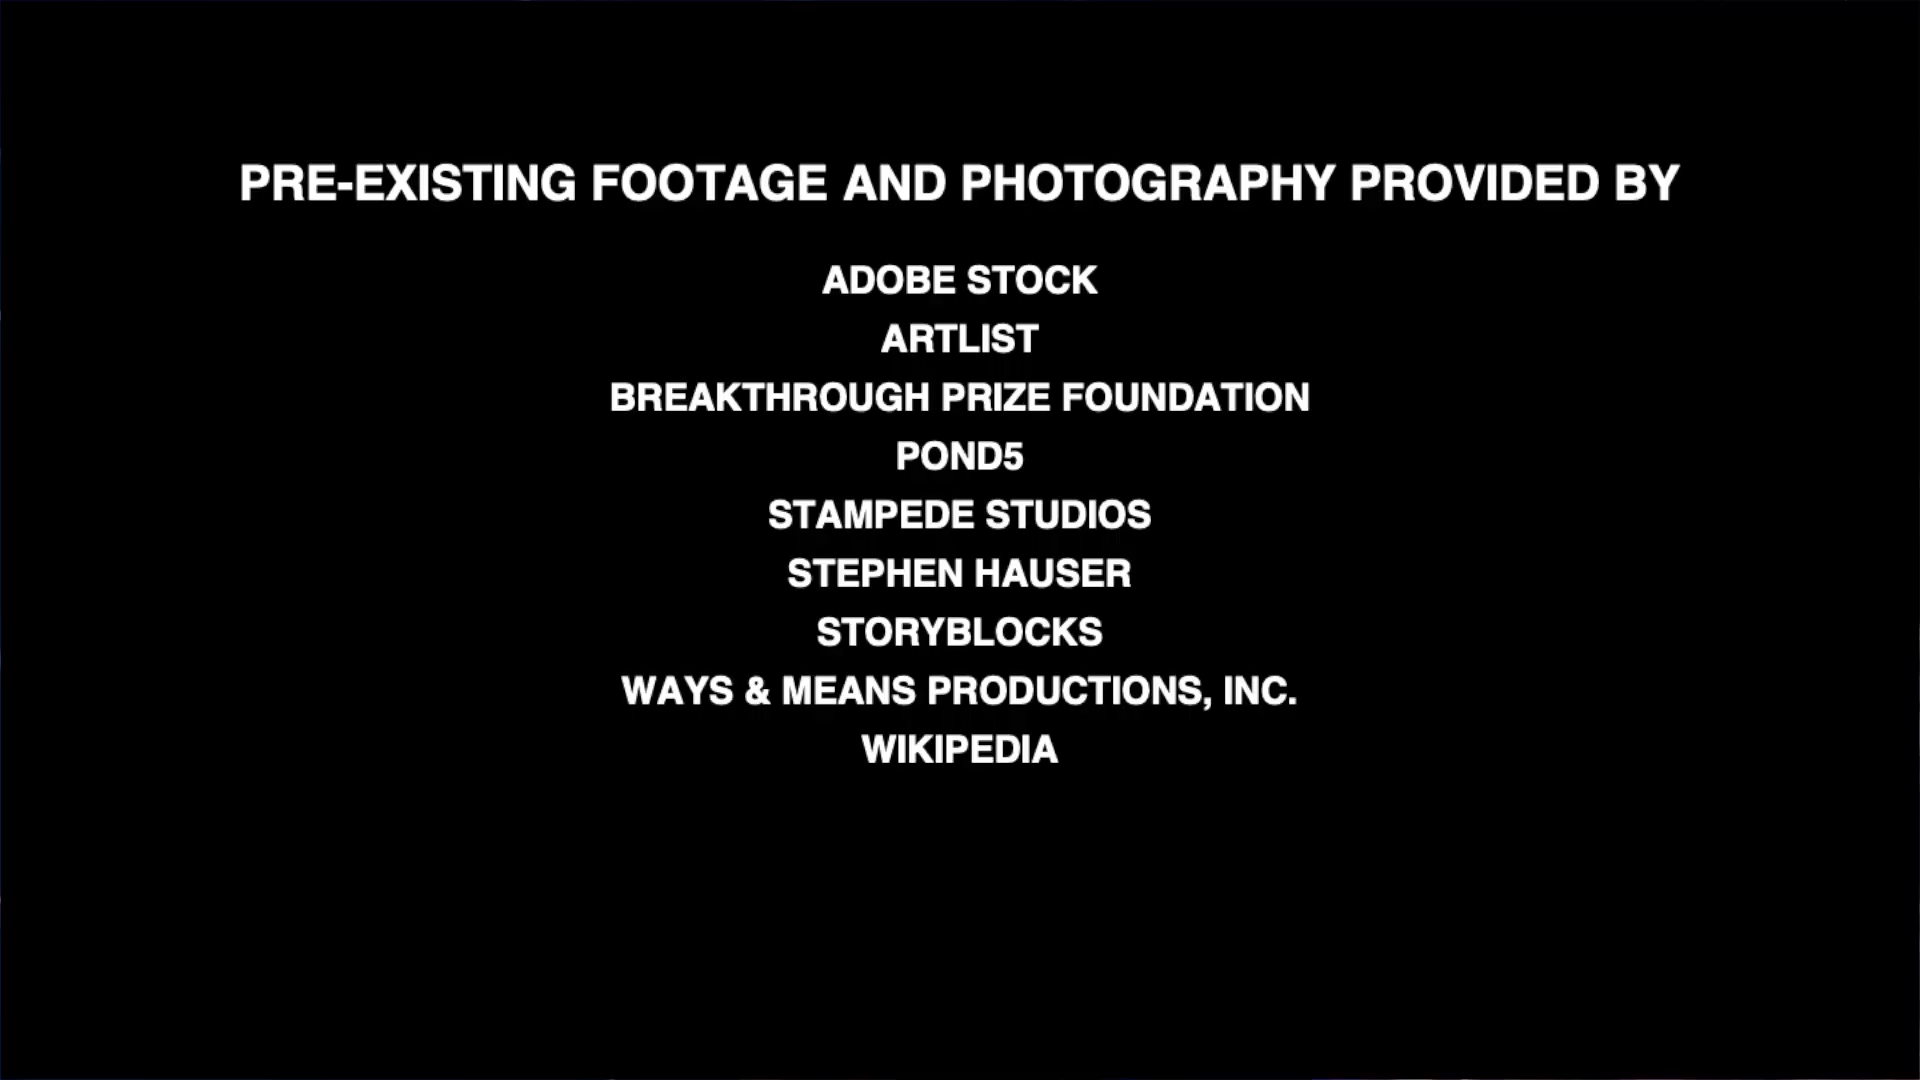 PRE-EXISTING FOOTAGE AND PHOTOGRAPHY PROVIDED BY
ADOBE STOCK
ARTLIST
BREAKTHROUGH PRIZE FOUNDATION
POND5
STAMPEDE STUDIOS
STEPHEN HAUSER
STORYBLOCKS
WAYS & MEANS PRODUCTIONS, INC.
WIKIPEDIA